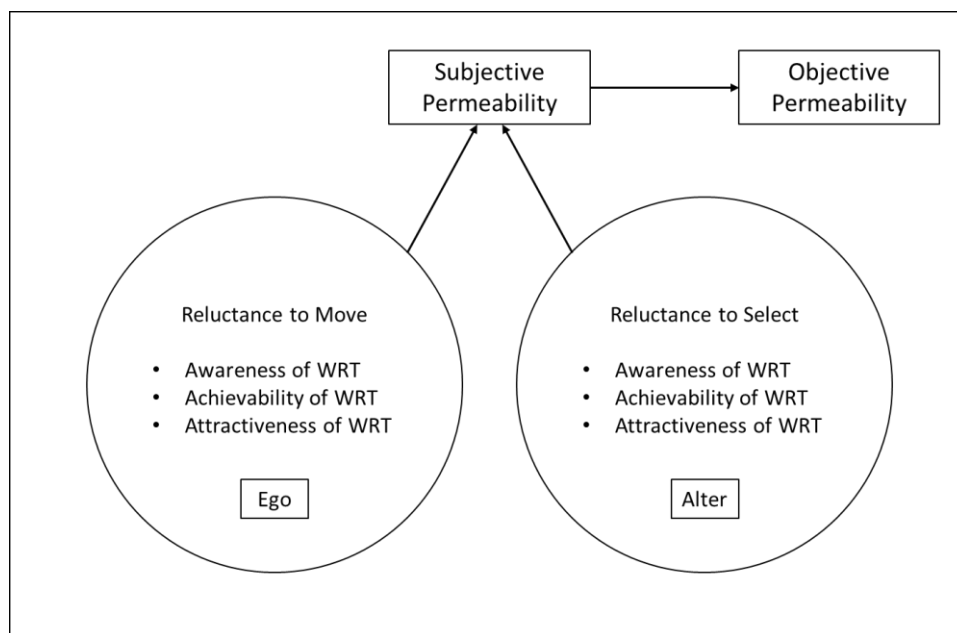 Subjective
Permeability
Objective
Permeability
Reluctance to Move
• Awareness of WRT
• Achievability of WRT
• Attractiveness of WRT
Ego
Reluctance to Select
• Awareness of WRT
• Achievability of WRT
• Attractiveness of WRT
Alter